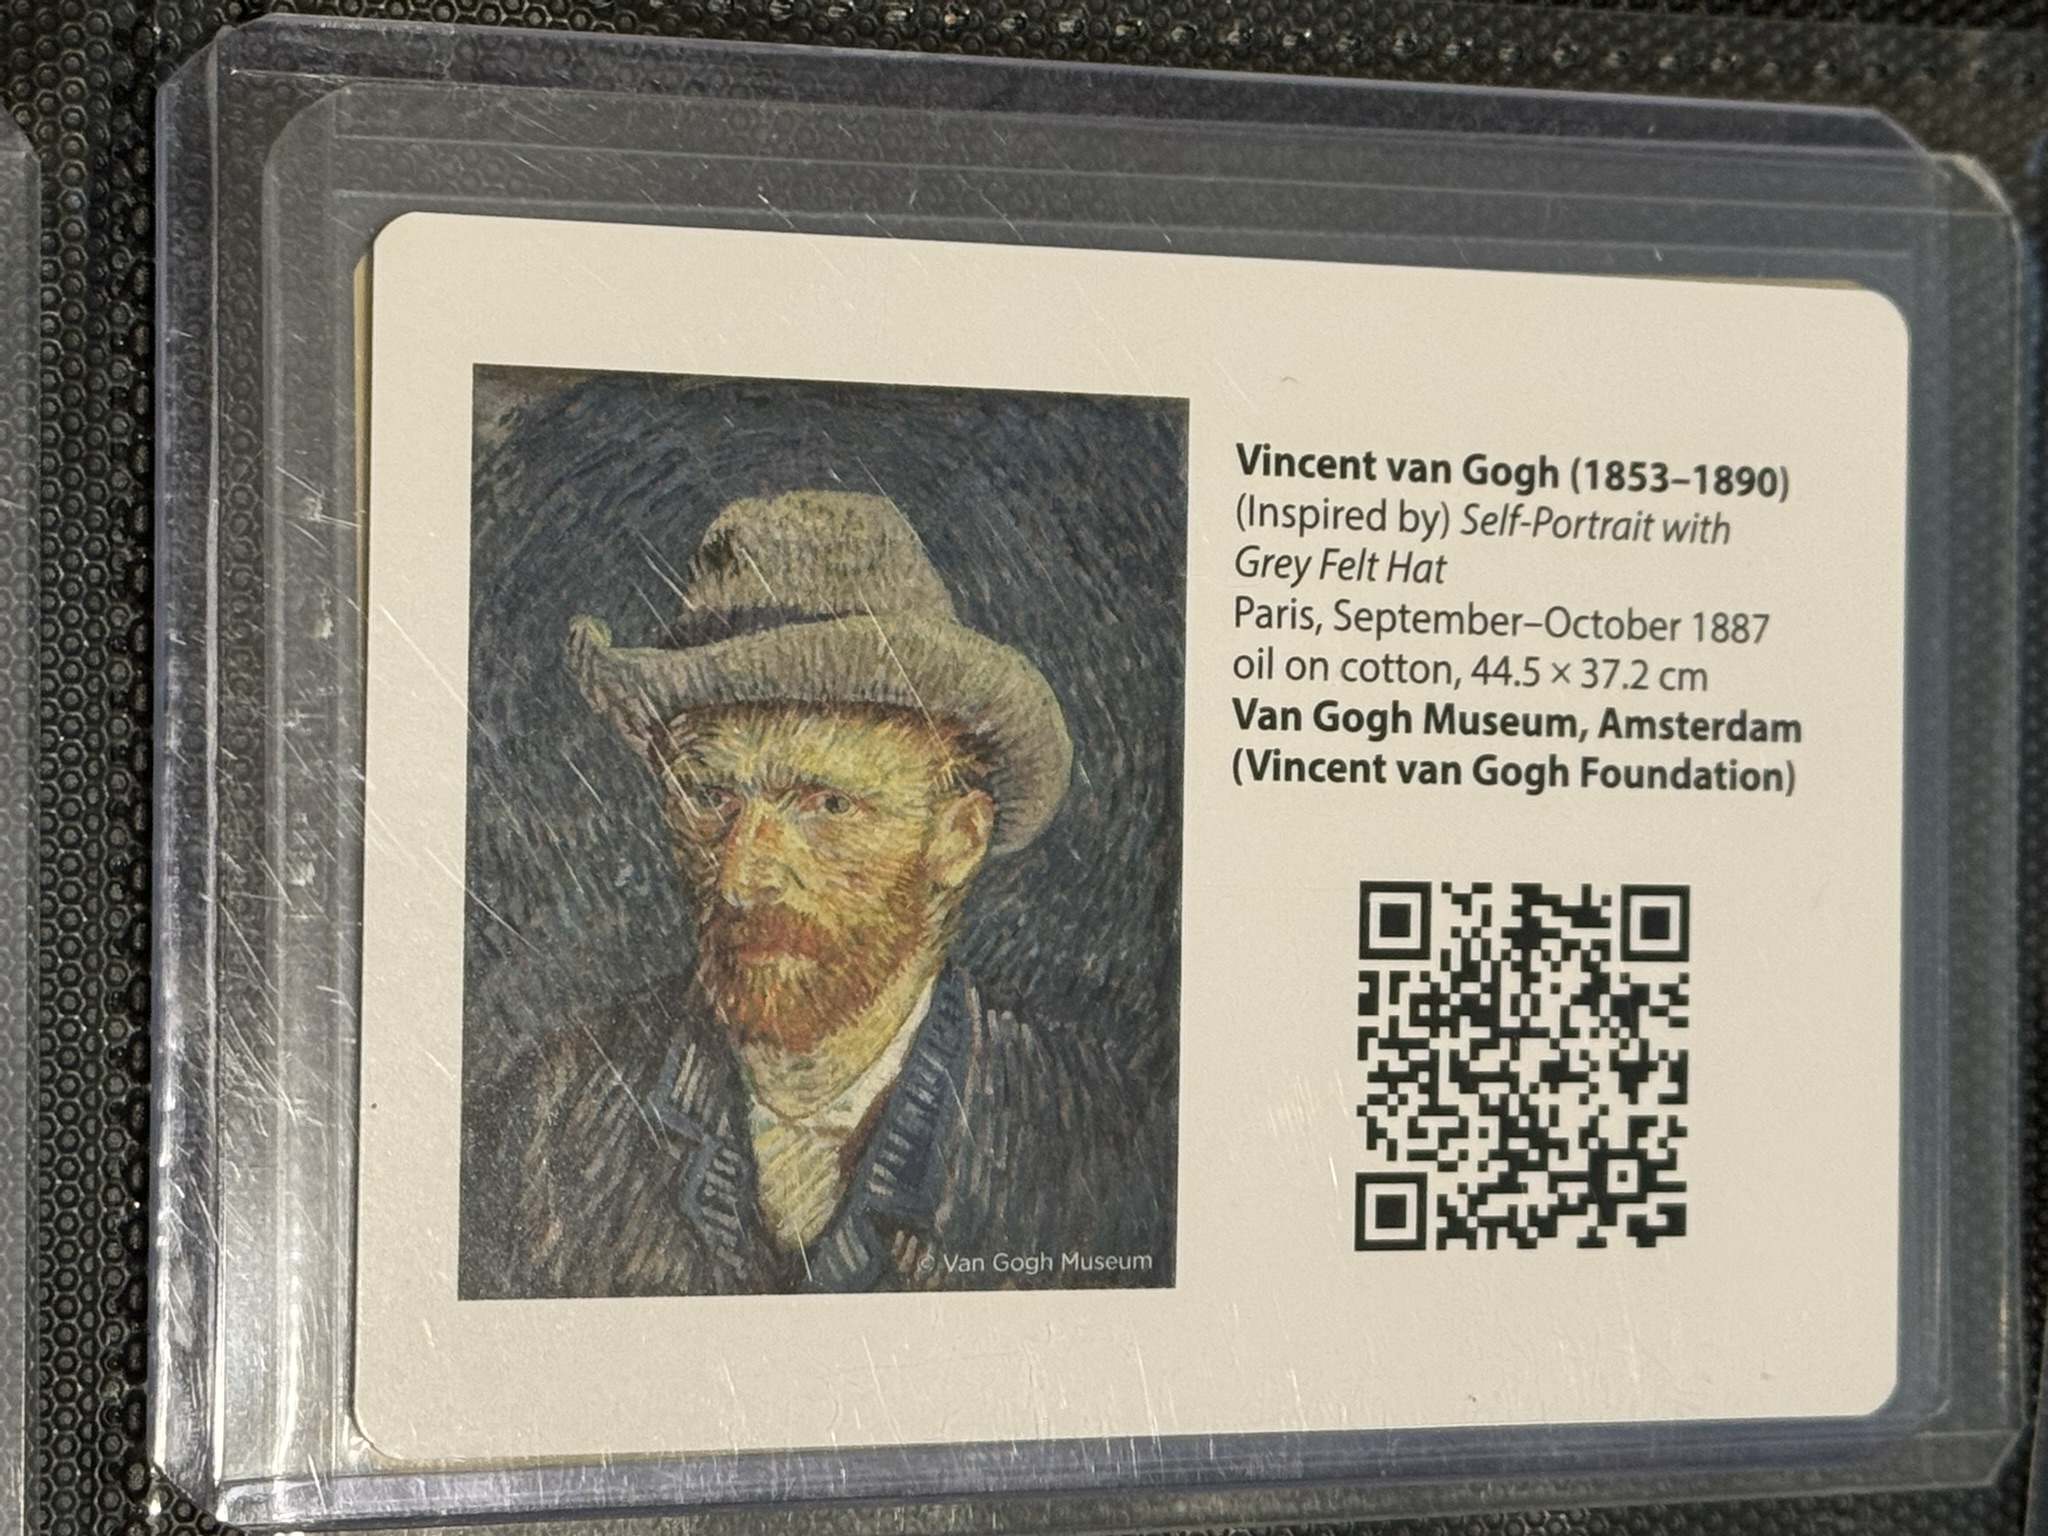 Vincent van Gogh (1853–1890)
(Inspired by) Self-Portrait with
Grey Felt Hat
Paris, September–October 1887
oil on cotton, 44.5 × 37.2 cm
Van Gogh Museum, Amsterdam
(Vincent van Gogh Foundation)
© Van Gogh Museum